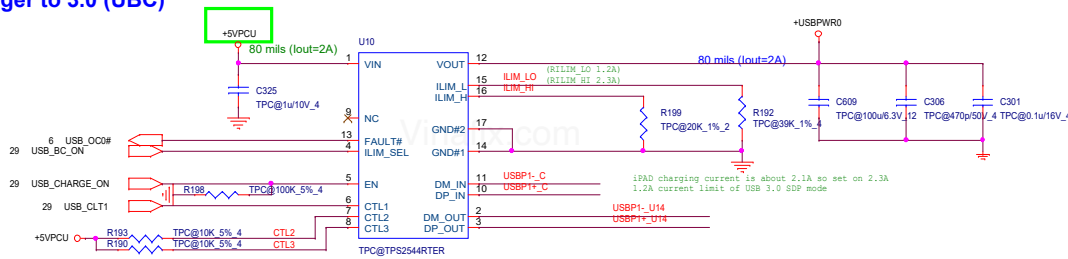 ger to 3.0 (UBC)
+5VPCU
80 mils (Iout=2A)
U10
+USBPWR0
1 VIN
VOUT 12
80 mils (Iout=2A)
ILIM_L 15 ILIM_LO (RILIM_LO 1.2A)
ILIM_H 16 ILIM_HI (RILIM_HI 2.3A)
C325
TPC@1u/10V_4
C609
TPC@100u/6.3V_12
C306
TPC@470p/50V_4
C301
TPC@0.1u/16V_4
R199
TPC@20K_1%_2
R192
TPC@39K_1%_4
9 NC
GND#2 17
6 USB_OC0#
13 FAULT#
29 USB_BC_ON
4 ILIM_SEL
GND#1 14
29 USB_CHARGE_ON
R198
TPC@100K_5%_4
5 EN
DM_IN 11 USBP1-_C
DP_IN 10 USBP1+_C
iPAD charging current is about 2.1A so set on 2.3A
1.2A current limit of USB 3.0 SDP mode
29 USB_CLT1
6 CTL1
7 CTL2
8 CTL3
DM_OUT 2 USBP1-_U14
DP_OUT 3 USBP1+_U14
+5VPCU
R193
TPC@10K_5%_4
CTL2
R190
TPC@10K_5%_4
CTL3
TPC@TPS2544RTER